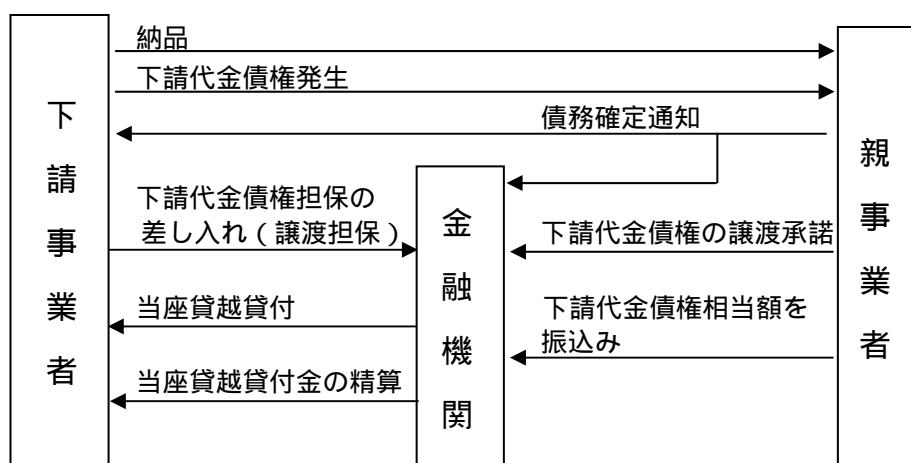 納品
下請代金債権発生
債務確定通知
下請事業者
親事業者
金融機関
下請代金債権担保の
差し入れ(譲渡担保)
下請代金債権の譲渡承諾
当座貸越貸付
下請代金債権相当額を
振込み
当座貸越貸付金の精算